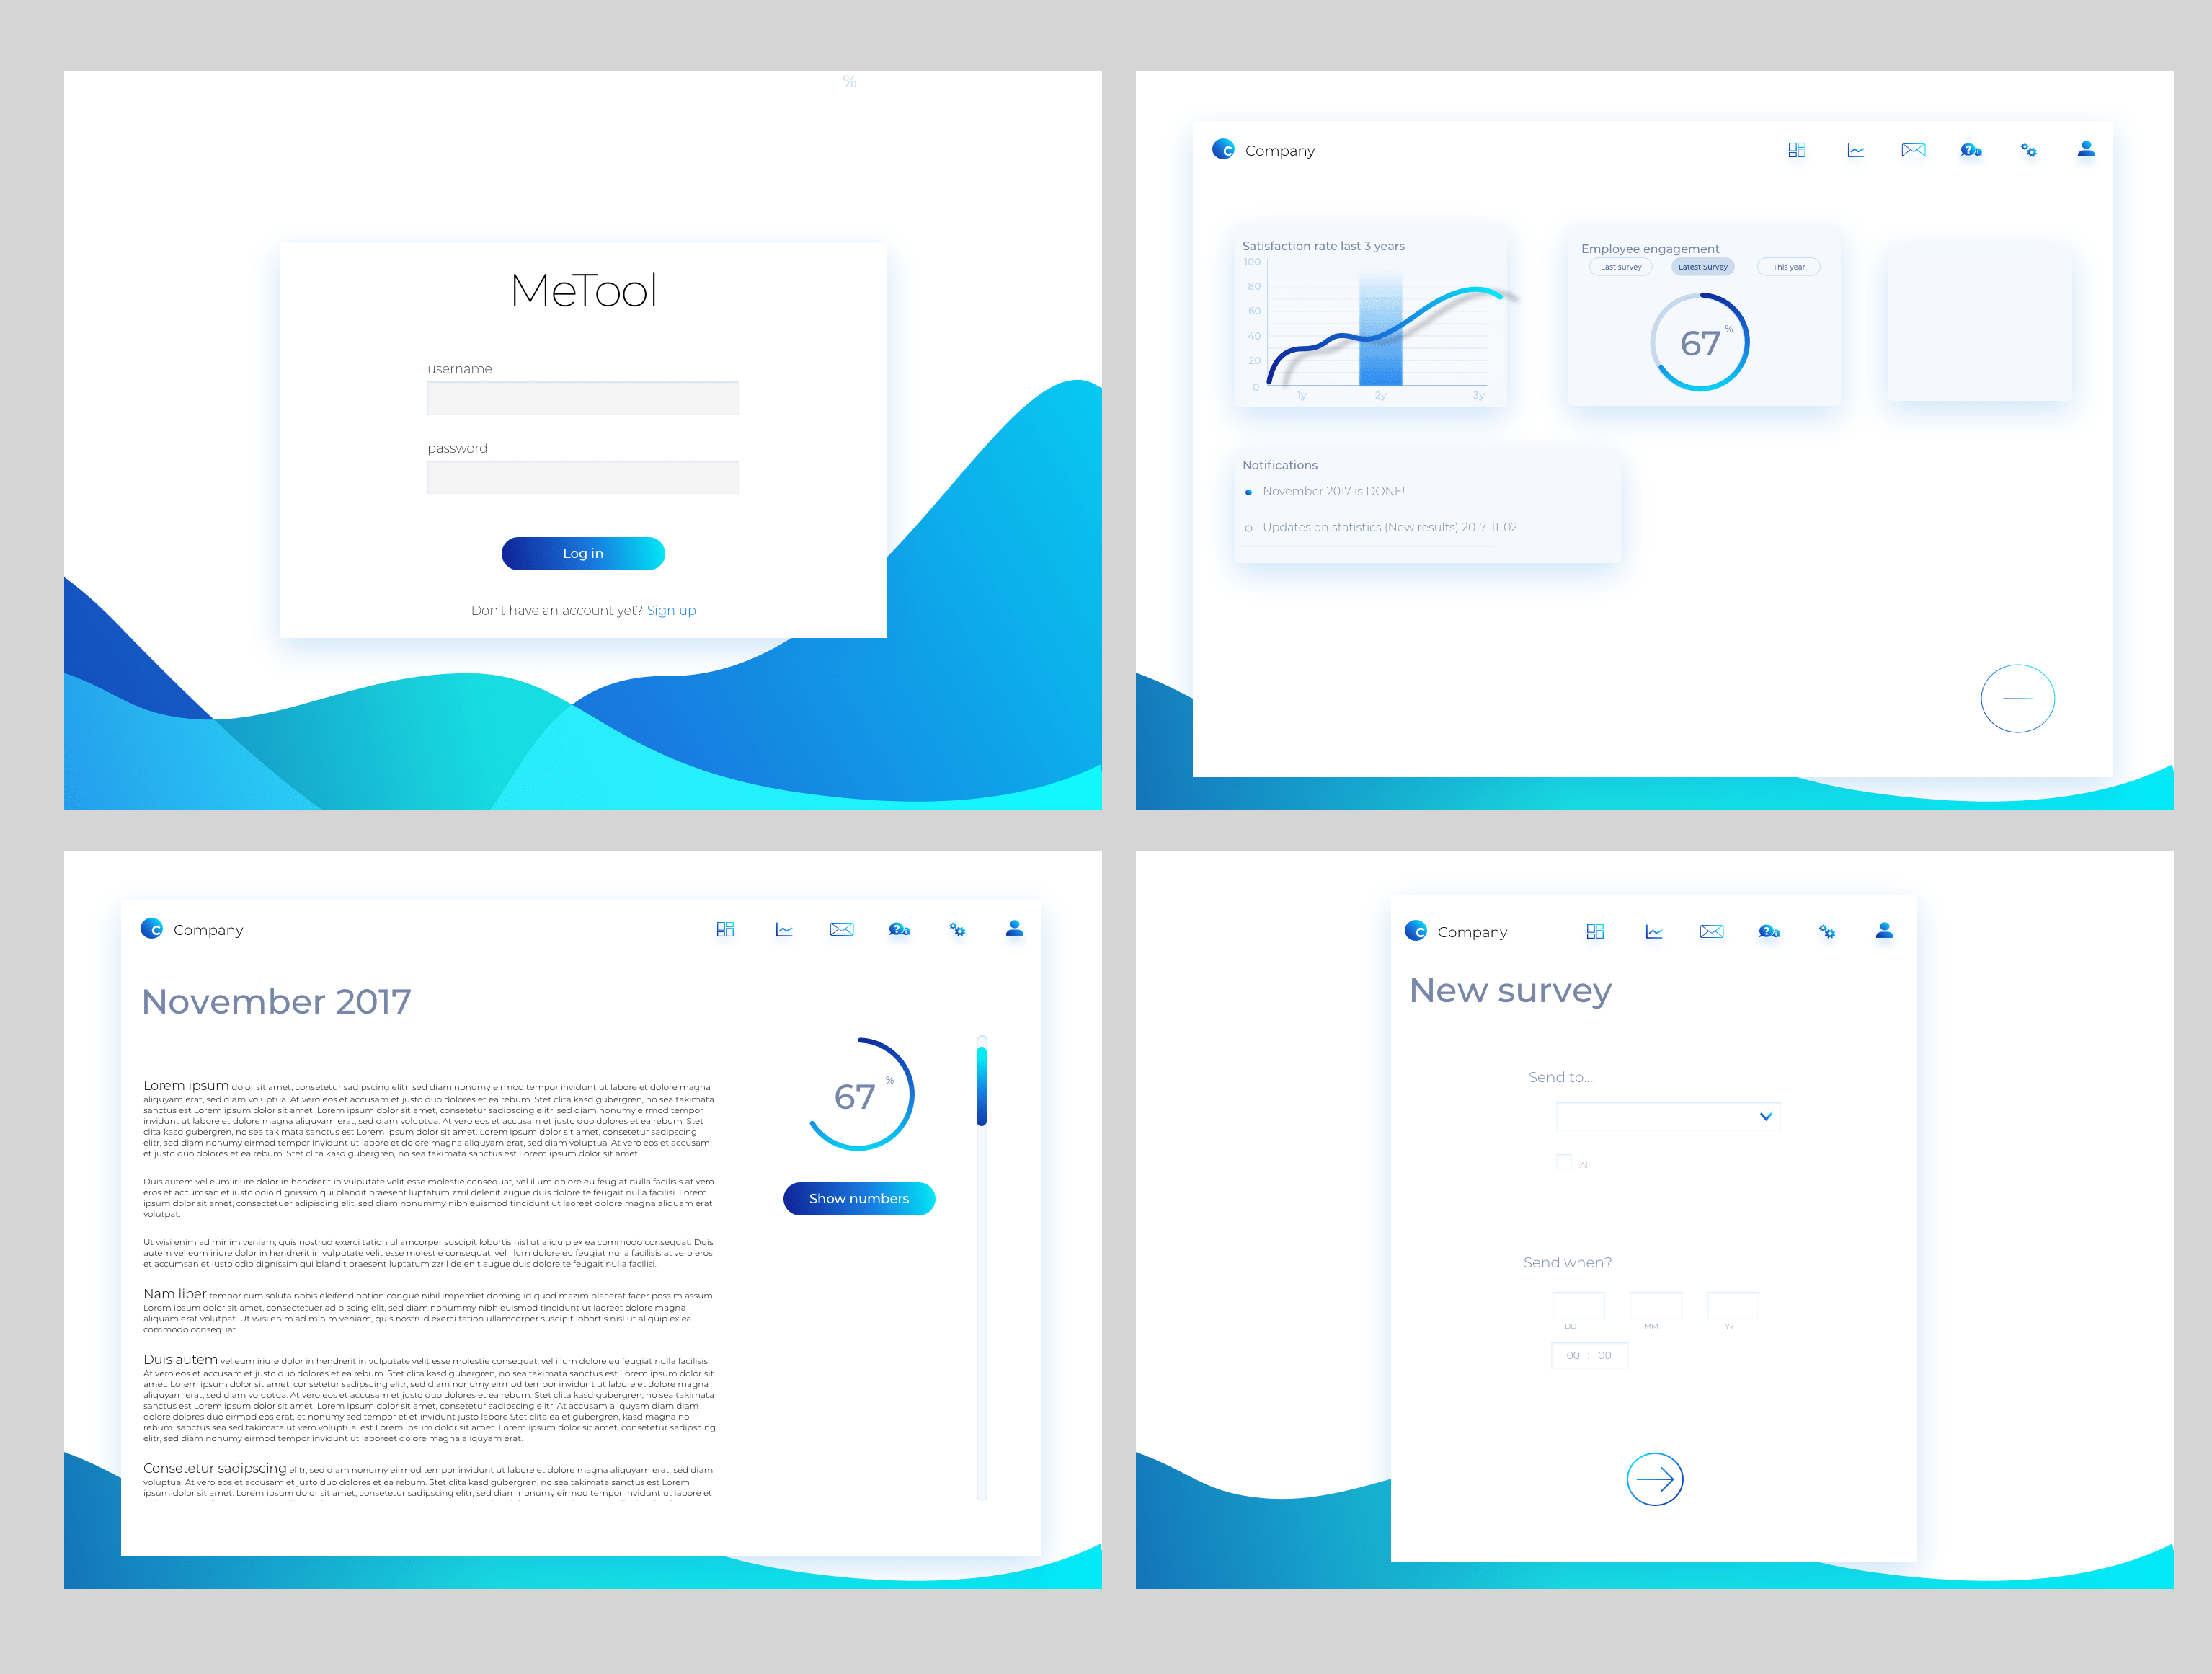 %
MeTool
username
password
Log in
Don't have an account yet? Sign up
C Company
Satisfaction rate last 3 years
100
80
60
40
20
0
1y 2y 3y
Employee engagement
Last survey Latest Survey This year
67 %
Notifications
November 2017 is DONE!
Updates on statistics (New results) 2017-11-02
C Company
November 2017
Lorem ipsum dolor sit amet, consetetur sadipscing elitr, sed diam nonumy eirmod tempor invidunt ut labore et dolore magna
aliquyam erat, sed diam voluptua. At vero eos et accusam et justo duo dolores et ea rebum. Stet clita kasd gubergren, no sea takimata
sanctus est Lorem ipsum dolor sit amet. Lorem ipsum dolor sit amet, consetetur sadipscing elitr, sed diam nonumy eirmod tempor
invidunt ut labore et dolore magna aliquyam erat, sed diam voluptua. At vero eos et accusam et justo duo dolores et ea rebum. Stet
clita kasd gubergren, no sea takimata sanctus est Lorem ipsum dolor sit amet. Lorem ipsum dolor sit amet, consetetur sadipscing
elitr, sed diam nonumy eirmod tempor invidunt ut labore et dolore magna aliquyam erat, sed diam voluptua. At vero eos et accusam
et justo duo dolores et ea rebum. Stet clita kasd gubergren, no sea takimata sanctus est Lorem ipsum dolor sit amet.
Duis autem vel eum iriure dolor in hendrerit in vulputate velit esse molestie consequat, vel illum dolore eu feugiat nulla facilisis at vero
eros et accumsan et iusto odio dignissim qui blandit praesent luptatum zzril delenit augue duis dolore te feugait nulla facilisi. Lorem
ipsum dolor sit amet, consectetuer adipiscing elit, sed diam nonummy nibh euismod tincidunt ut laoreet dolore magna aliquam erat
volutpat.
Ut wisi enim ad minim veniam, quis nostrud exerci tation ullamcorper suscipit lobortis nisl ut aliquip ex ea commodo consequat. Duis
autem vel eum iriure dolor in hendrerit in vulputate velit esse molestie consequat, vel illum dolore eu feugiat nulla facilisis at vero eros
et accumsan et iusto odio dignissim qui blandit praesent luptatum zzril delenit augue duis dolore te feugait nulla facilisi.
Nam liber tempor cum soluta nobis eleifend option congue nihil imperdiet doming id quod mazim placerat facer possim assum.
Lorem ipsum dolor sit amet, consectetuer adipiscing elit, sed diam nonummy nibh euismod tincidunt ut laoreet dolore magna
aliquam erat volutpat. Ut wisi enim ad minim veniam, quis nostrud exerci tation ullamcorper suscipit lobortis nisl ut aliquip ex ea
commodo consequat.
Duis autem vel eum iriure dolor in hendrerit in vulputate velit esse molestie consequat, vel illum dolore eu feugiat nulla facilisis.
At vero eos et accusam et justo duo dolores et ea rebum. Stet clita kasd gubergren, no sea takimata sanctus est Lorem ipsum dolor sit
amet. Lorem ipsum dolor sit amet, consetetur sadipscing elitr, sed diam nonumy eirmod tempor invidunt ut labore et dolore magna
aliquyam erat, sed diam voluptua. At vero eos et accusam et justo duo dolores et ea rebum. Stet clita kasd gubergren, no sea takimata
sanctus est Lorem ipsum dolor sit amet. Lorem ipsum dolor sit amet, consetetur sadipscing elitr, At accusam aliquyam diam diam
dolore dolores duo eirmod eos erat, et nonumy sed tempor et et invidunt justo labore Stet clita ea et gubergren, kasd magna no
rebum. sanctus sea sed takimata ut vero voluptua. est Lorem ipsum dolor sit amet. Lorem ipsum dolor sit amet, consetetur sadipscing
elitr, sed diam nonumy eirmod tempor invidunt ut laboreet dolore magna aliquyam erat.
Consetetur sadipscing elitr, sed diam nonumy eirmod tempor invidunt ut labore et dolore magna aliquyam erat, sed diam
voluptua. At vero eos et accusam et justo duo dolores et ea rebum. Stet clita kasd gubergren, no sea takimata sanctus est Lorem
ipsum dolor sit amet. Lorem ipsum dolor sit amet, consetetur sadipscing elitr, sed diam nonumy eirmod tempor invidunt ut labore et
67 %
Show numbers
C Company
New survey
Send to....
All
Send when?
DD MM YY
00 : 00